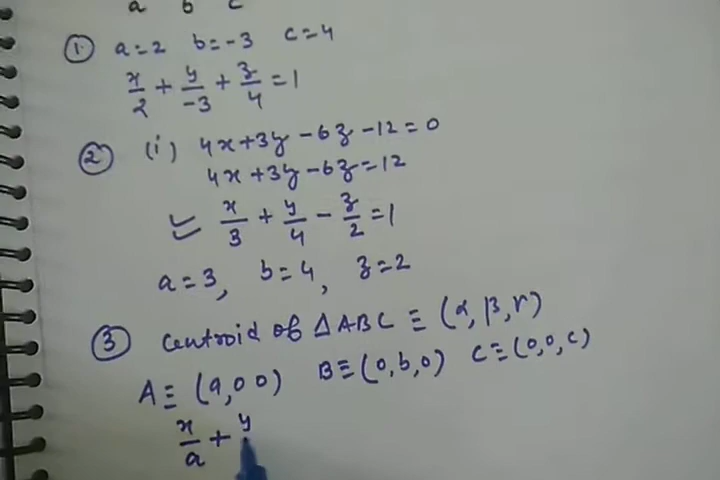 a b c
① a=2 b=-3 c=4
x/2 + y/-3 + z/4 = 1
② (i) 4x+3y-6z-12=0
4x+3y-6z=12
x/3 + y/4 - z/2 = 1
a=3, b=4, z=2
③ Centroid of ΔABC ≡ (α, β, r)
A ≡ (a,0 0) B ≡ (0,b,0) C ≡ (0,0,c)
x/a + y